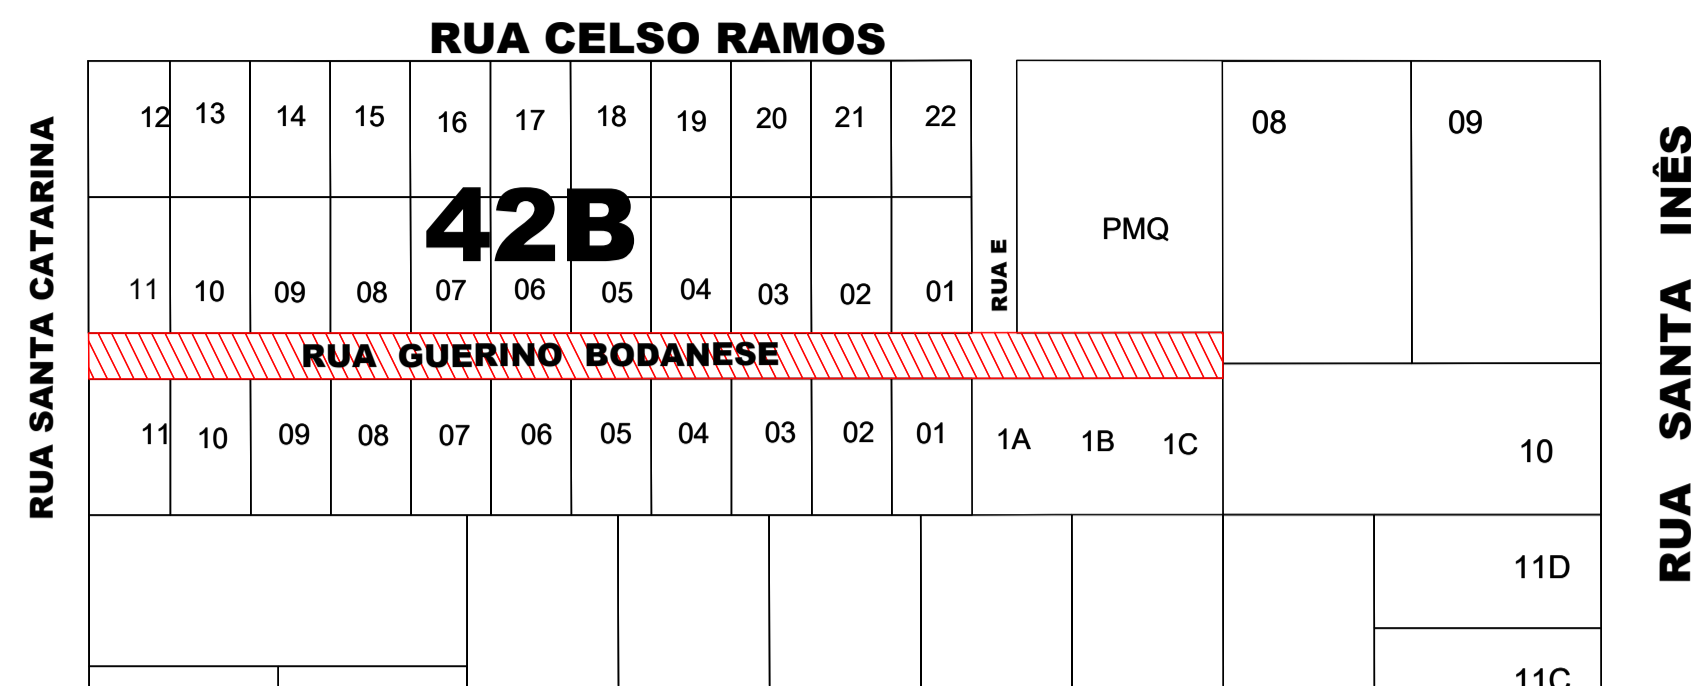 RUA CELSO RAMOS
RUA SANTA CATARINA
12 13 14 15 16 17 18 19 20 21 22
08 09
42B
PMQ
RUA E
RUA SANTA INÊS
11 10 09 08 07 06 05 04 03 02 01
RUA GUERINO BODANESE
11 10 09 08 07 06 05 04 03 02 01 1A 1B 1C
10
11D
11C